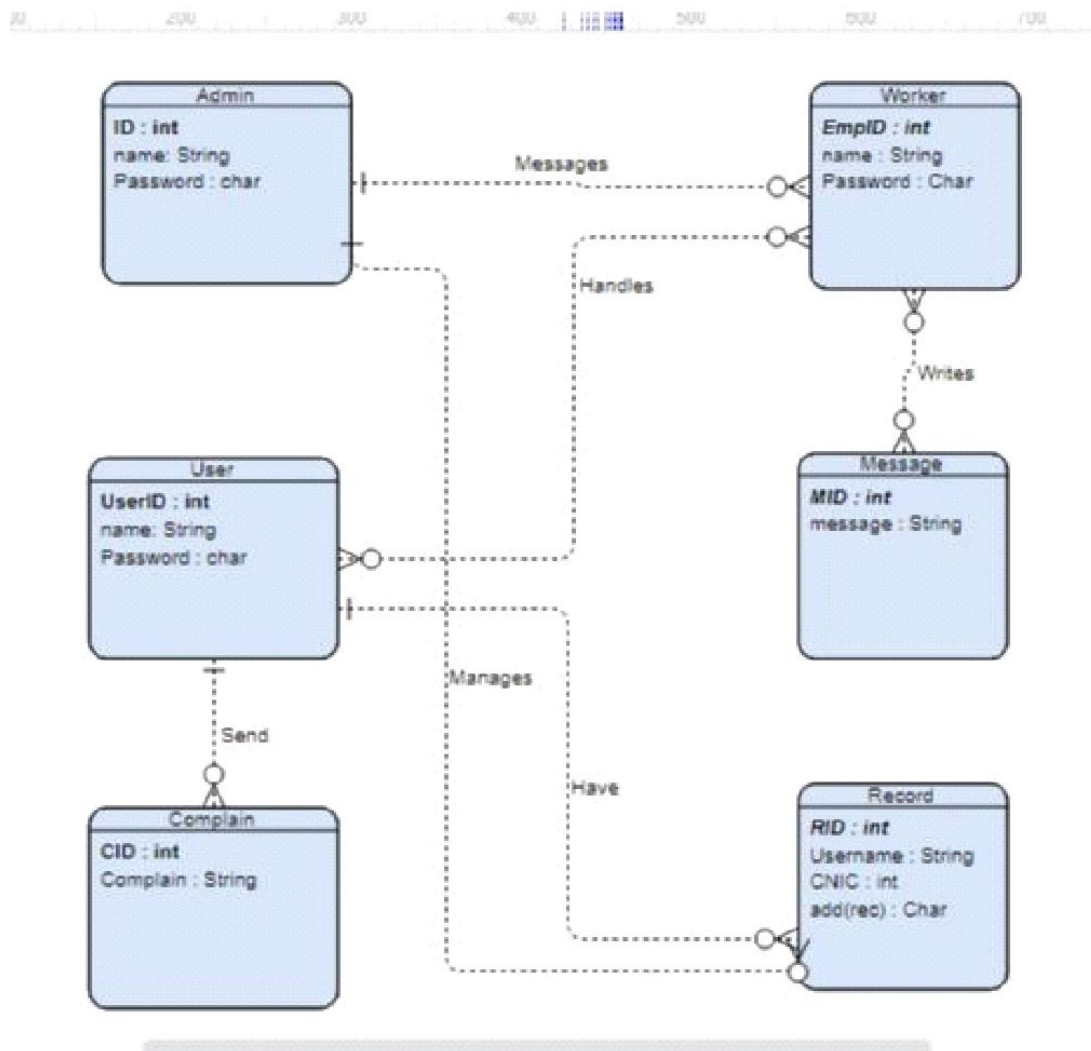 200 300 400 500 600 700
Admin
ID : int
name: String
Password : char
Messages
Worker
EmpID : int
name : String
Password : Char
Handles
Writes
User
UserID : int
name: String
Password : char
Message
MID : int
message : String
Manages
Send
Have
Complain
CID : int
Complain : String
Record
RID : int
Username : String
CNIC : int
add(rec) : Char